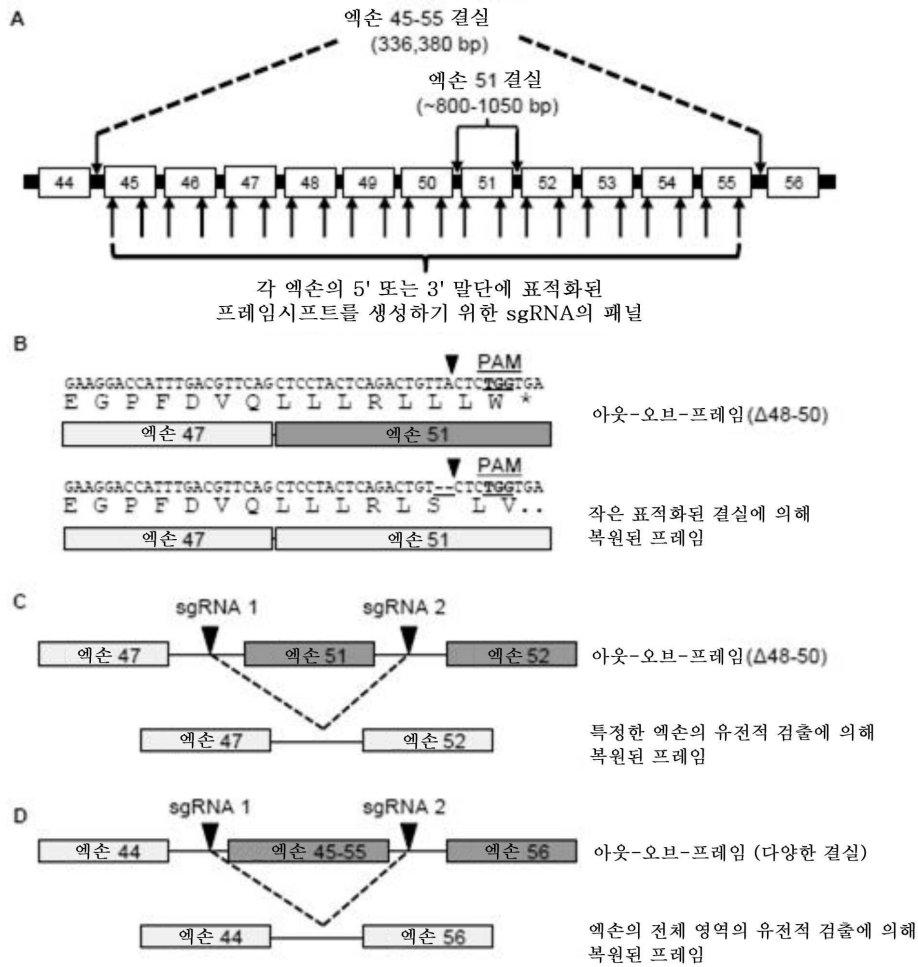 A
엑손 45-55 결실
(336,380 bp)
엑손 51 결실
(~800-1050 bp)
44 45 46 47 48 49 50 51 52 53 54 55 56
각 엑손의 5' 또는 3' 말단에 표적화된
프레임시프트를 생성하기 위한 sgRNA의 패널
B
PAM
GAAGGACCATTTGACGTTCAGCTCCTACTCAGACTGTTACTCTGGTGA
E G P F D V Q L L L R L L L W *
엑손 47 엑손 51
아웃-오브-프레임(Δ48-50)
PAM
GAAGGACCATTTGACGTTCAGCTCCTACTCAGACTGT--CTCTGGTGA
E G P F D V Q L L L R L S L V..
엑손 47 엑손 51
작은 표적화된 결실에 의해
복원된 프레임
C
sgRNA 1 sgRNA 2
엑손 47 엑손 51 엑손 52
아웃-오브-프레임(Δ48-50)
엑손 47 엑손 52
특정한 엑손의 유전적 검출에 의해
복원된 프레임
D
sgRNA 1 sgRNA 2
엑손 44 엑손 45-55 엑손 56
아웃-오브-프레임 (다양한 결실)
엑손 44 엑손 56
엑손의 전체 영역의 유전적 검출에 의해
복원된 프레임